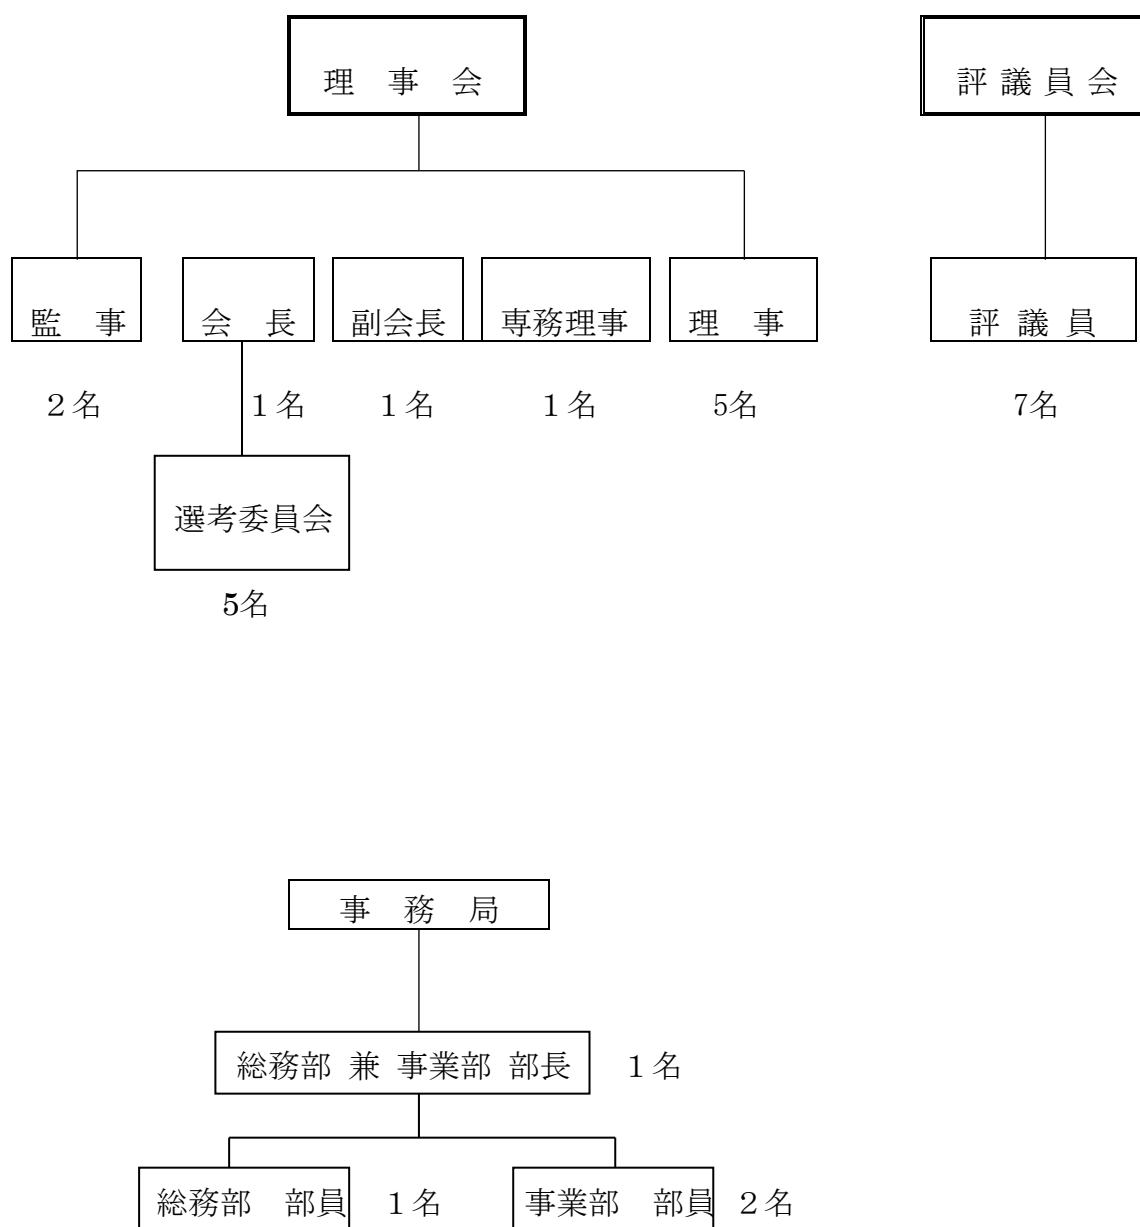 理　事　会　評 議 員 会
監　事　会　長　副会長　専務理事　理　事　評 議 員
２名　１名　１名　１名　5名　7名
選考委員会
5名
事　務　局
総務部 兼 事業部 部長　１名
総務部　部員　１名　事業部　部員　２名